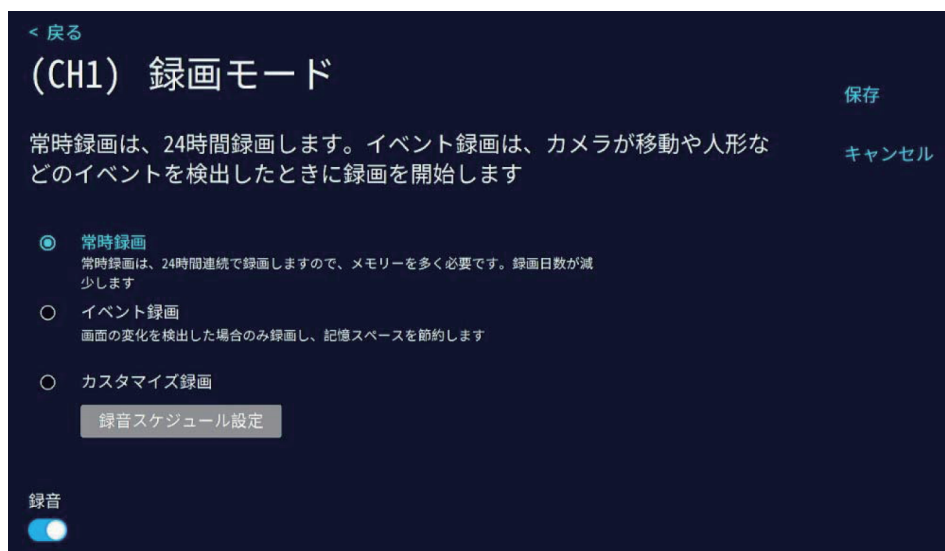 < 戻る
(CH1) 録画モード
保存
常時録画は、24時間録画します。イベント録画は、カメラが移動や人形な
どのイベントを検出したときに録画を開始します
キャンセル
常時録画
常時録画は、24時間連続で録画しますので、メモリーを多く必要です。録画日数が減
少します
イベント録画
画面の変化を検出した場合のみ録画し、記憶スペースを節約します
カスタマイズ録画
録音スケジュール設定
録音